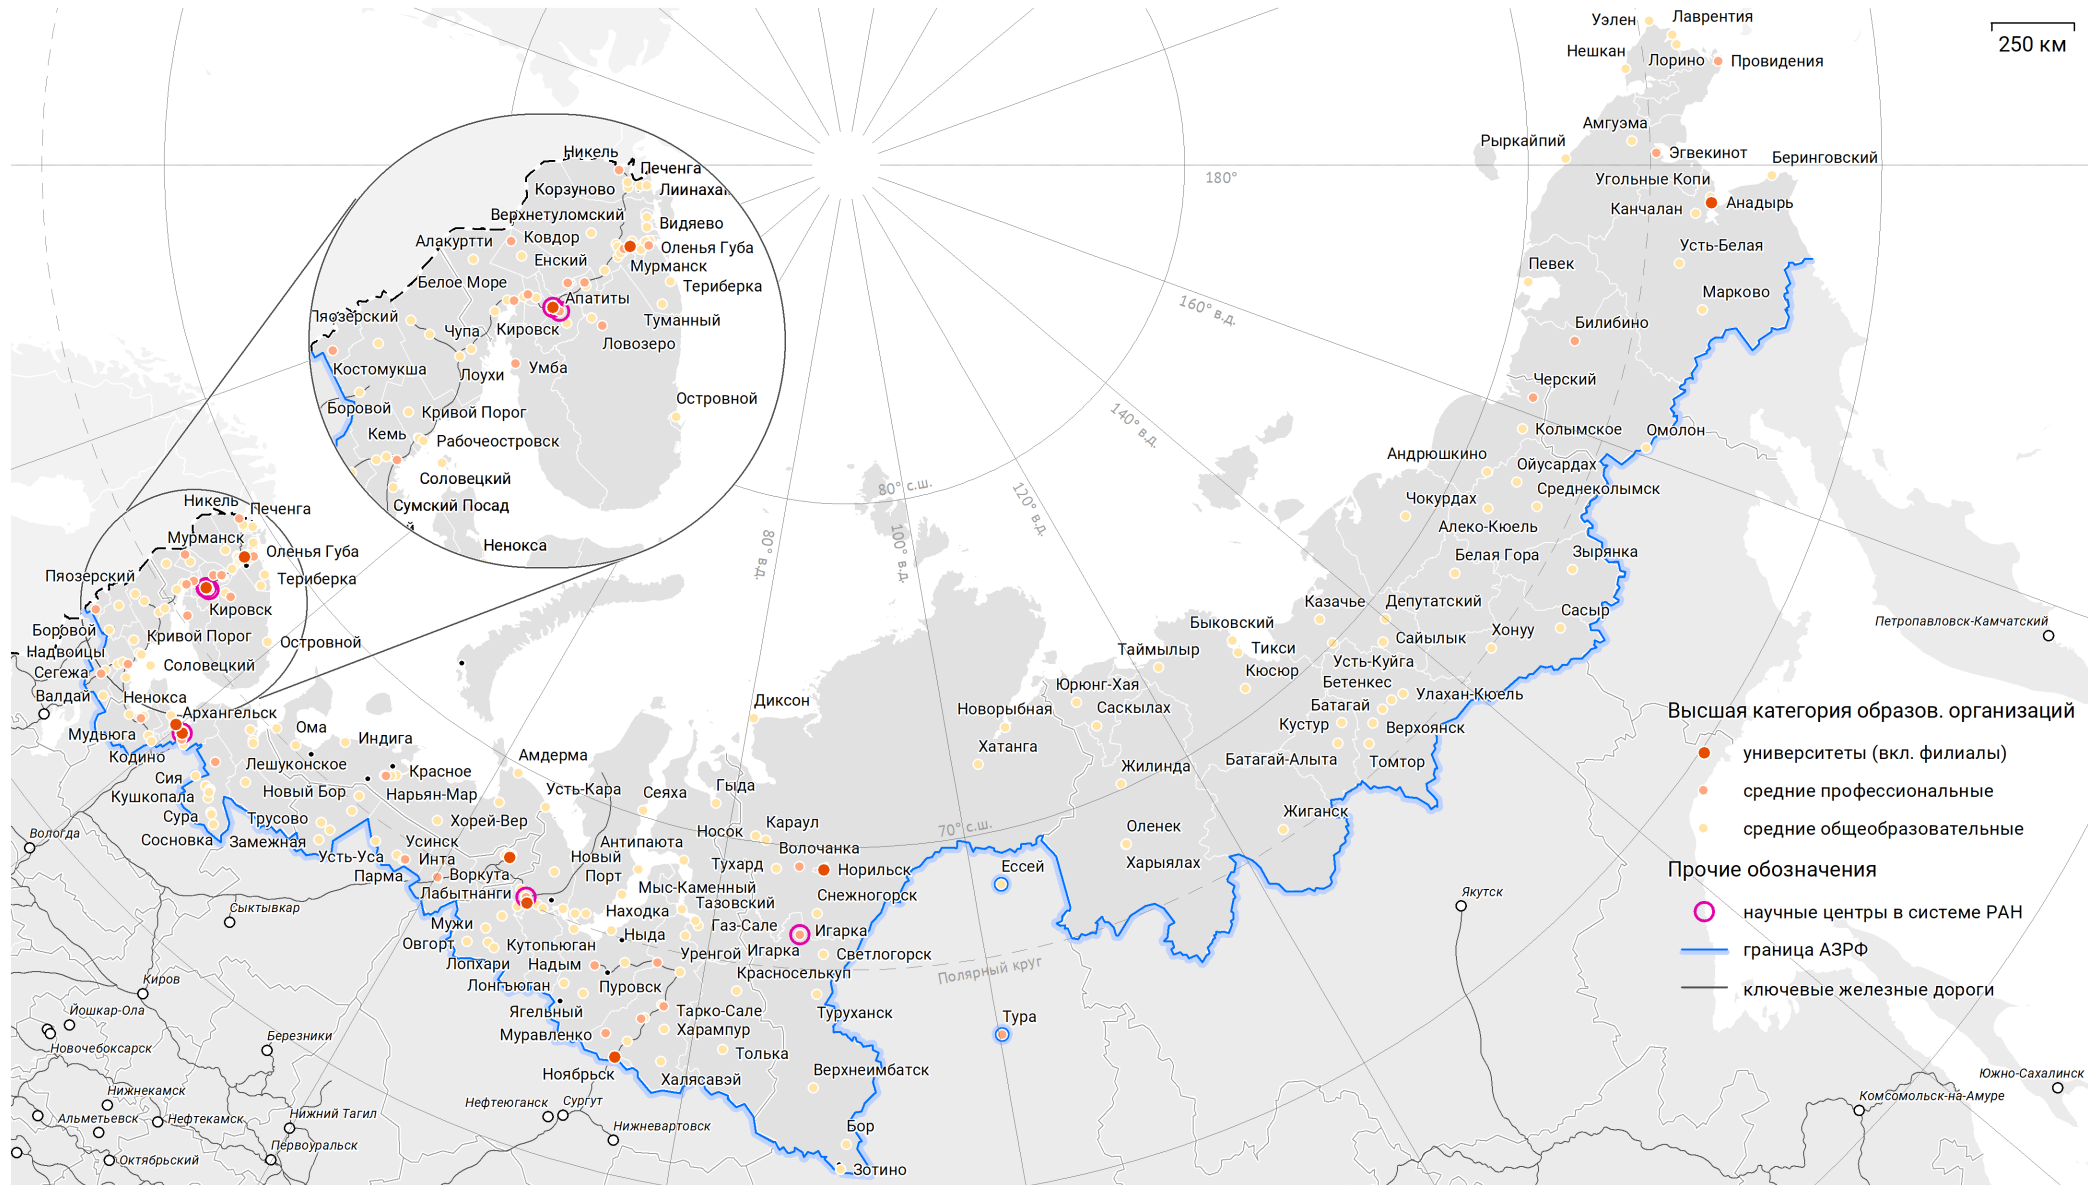 Уэлен
Лаврентия
Нешкан
Лорино
Провидения
250 км
Амгуэма
Рыркайпий
Эгвекинот
Беринговский
180°
Угольные Копи
Канчалан
Анадырь
Усть-Белая
Певек
Марково
160° в.д.
Билибино
Черский
140° в.д.
Колымское
Омолон
Андрюшкино
Ойусардах
Чокурдах
Среднеколымск
Алеко-Кюель
Белая Гора
Зырянка
120° в.д.
80° с.ш.
100° в.д.
80° в.д.
Никель
Печенга
Корзуново
Лиинаха
Верхнетуломский
Видяево
Алакуртти
Ковдор
Оленья Губа
Енский
Мурманск
Белое Море
Апатиты
Териберка
Пяозерский
Чупа
Кировск
Туманный
Ловозеро
Костомукша
Лоухи
Умба
Боровой
Кривой Порог
Островной
Кемь
Рабочеостровск
Соловецкий
Сумский Посад
й
Ненокса
Никель
Печенга
Мурманск
Оленья Губа
Пяозерский
Териберка
Кировск
Боровой
Кривой Порог
Островной
Надвоицы
Соловецкий
Сегежа
Валдай
Ненокса
Архангельск
Мудьюга
Кодино
Ома
Индига
Сия
Лешуконское
Красное
Кушкопала
Новый Бор
Нарьян-Мар
Сура
Трусово
Хорей-Вер
Сосновка
Замежная
Усинск
Усть-Уса
Инта
Парма
Воркута
Лабытнанги
Амдерма
Усть-Кара
Сеяха
Гыда
Диксон
Антипаюта
Новый
Порт
Носок
Караул
Волочанка
Тухард
Норильск
Мыс-Каменный
Тазовский
Снежногорск
Мужи
Находка
Газ-Сале
Игарка
Овгорт
Кутопьюган
Ныда
Игарка
Светлогорск
Лопхари
Надым
Уренгой
Красноселькуп
Лонгъюган
Пуровск
Ягельный
Тарко-Сале
Туруханск
Муравленко
Харампур
Толька
Ноябрьск
Халясавэй
Верхнеимбатск
Бор
Зотино
Казачье
Депутатский
Сасыр
Быковский
Тикси
Сайылык
Хонуу
Таймылыр
Усть-Куйга
Кюсюр
Бетенкес
Улахан-Кюель
Юрюнг-Хая
Саскылах
Батагай
Новорыбная
Кустур
Верхоянск
Хатанга
Батагай-Алыта
Томтор
Жилинда
Жиганск
70° с.ш.
Оленек
Харыялах
Ессей
Полярный круг
Тура
Вологда
Сыктывкар
Киров
Йошкар-Ола
Новочебоксарск
Березники
Нижнекамск
Альметьевск
Нефтекамск
Нижний Тагил
Первоуральск
Октябрьский
Нефтеюганск
Сургут
Нижневартовск
Якутск
Петропавловск-Камчатский
Южно-Сахалинск
Комсомольск-на-Амуре
Высшая категория образов. организаций
университеты (вкл. филиалы)
средние профессиональные
средние общеобразовательные
Прочие обозначения
научные центры в системе РАН
граница АЗРФ
ключевые железные дороги